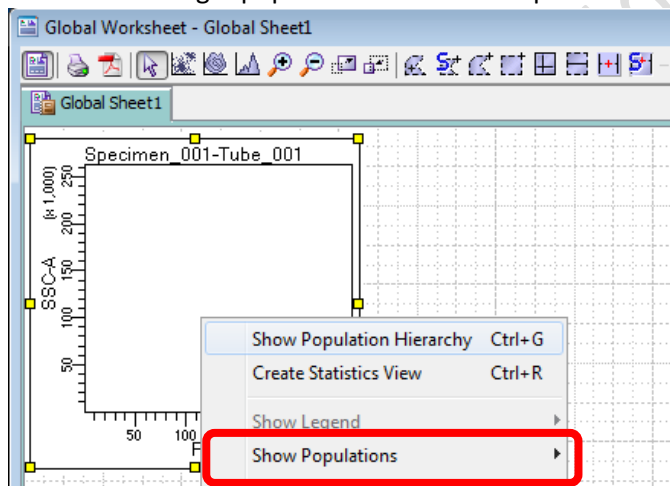 Global Worksheet - Global Sheet1
Global Sheet1
Specimen_001-Tube_001
SSC-A (x 1,000)
50 100 150 200 250
50 100
F
Show Population Hierarchy Ctrl+G
Create Statistics View Ctrl+R
Show Legend
Show Populations